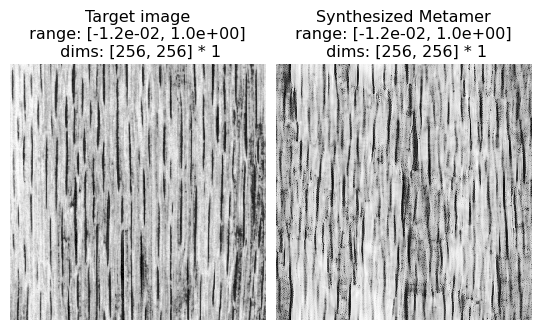 Target image
range: [-1.2e-02, 1.0e+00]
dims: [256, 256] * 1
Synthesized Metamer
range: [-1.2e-02, 1.0e+00]
dims: [256, 256] * 1